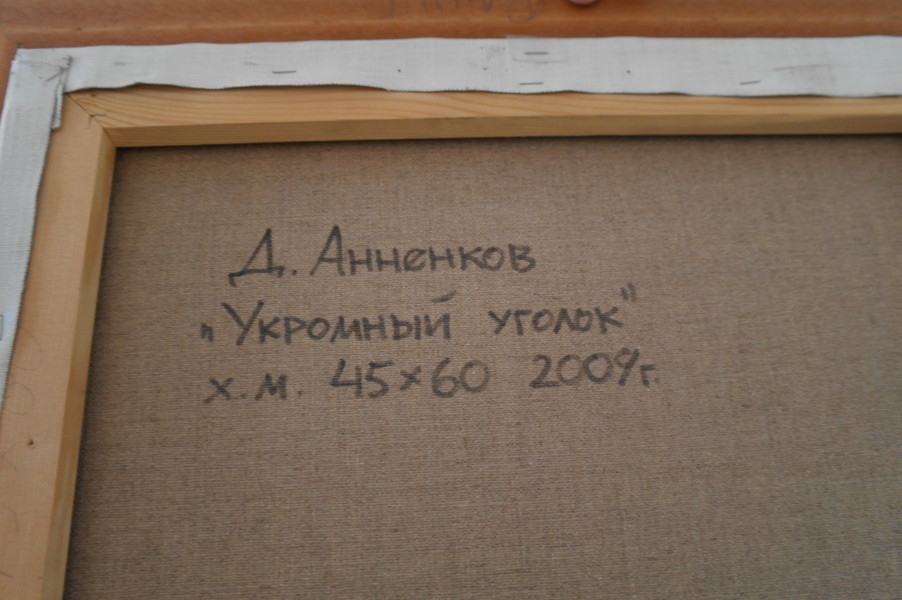 Д. Анненков
„Укромный уголок"
х.м. 45×60 2009г.